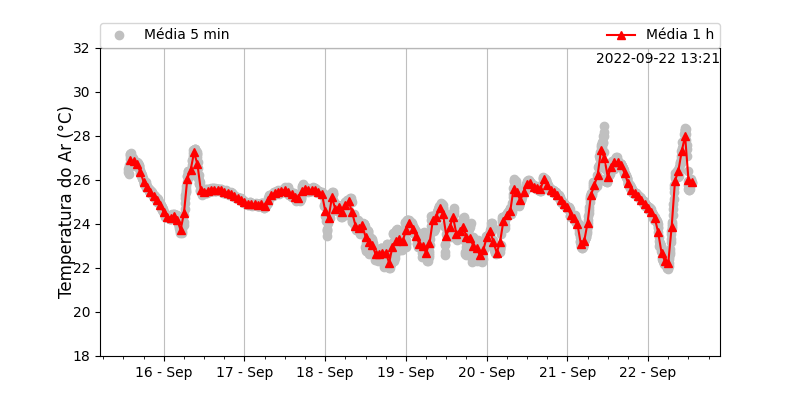 Média 5 min
Média 1 h
2022-09-22 13:21
Temperatura do Ar (°C)
32
30
28
26
24
22
20
18
16 - Sep
17 - Sep
18 - Sep
19 - Sep
20 - Sep
21 - Sep
22 - Sep